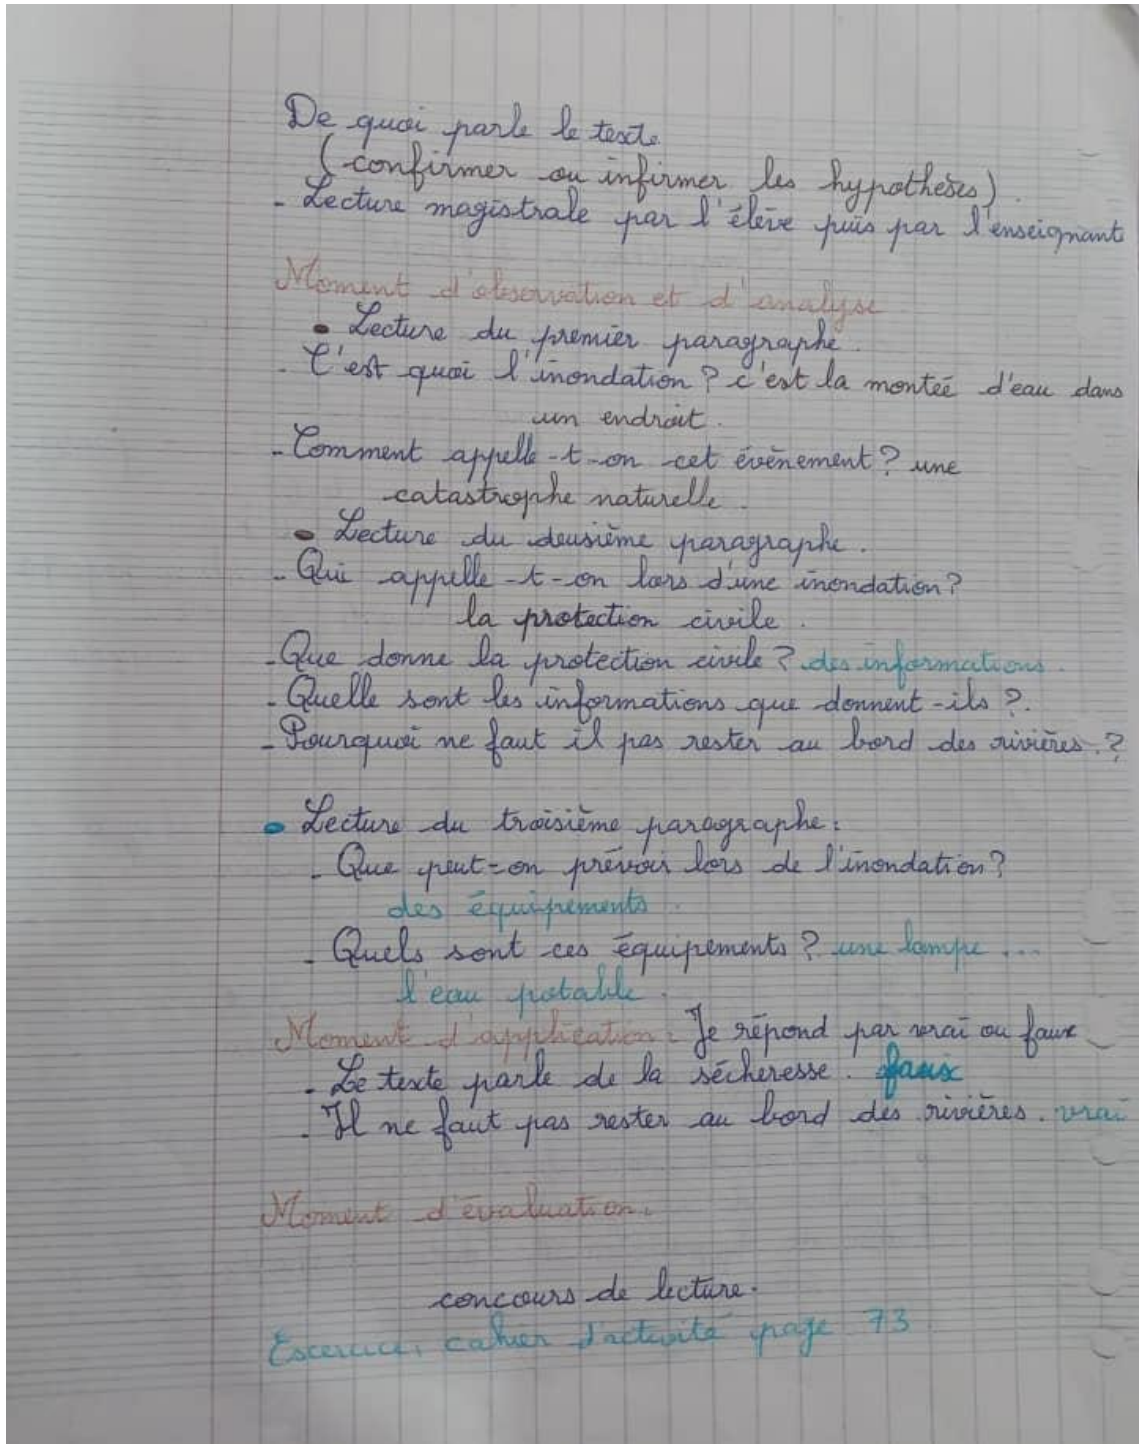 De quoi parle le texte.
(confirmer ou infirmer les hypothèses).
- Lecture magistrale par l'élève puis par l'enseignant
Moment d'observation et d'analyse
• Lecture du premier paragraphe.
- C'est quoi l'inondation ? c'est la montée d'eau dans
un endroit.
- Comment appelle-t-on cet évènement ? une
catastrophe naturelle.
• Lecture du deusième paragraphe.
- Qui appelle-t-on lors d'une inondation ?
la protection civile.
- Que donne la protection civile ? des informations.
- Quelle sont les informations que donnent-ils ?.
- Pourquoi ne faut il pas rester au bord des rivières. ?
• Lecture du troisième paragraphe :
- Que peut-on prévoir lors de l'inondation ?
des équipements.
- Quels sont ces équipements ? une lampe ...
l'eau potable.
Moment d'application : Je répond par vrai ou faux
- Le texte parle de la sécheresse. faux
- Il ne faut pas rester au bord des rivières. vrai
Moment d'évaluation.
concours de lecture.
Exercice, cahier d'activité page 73